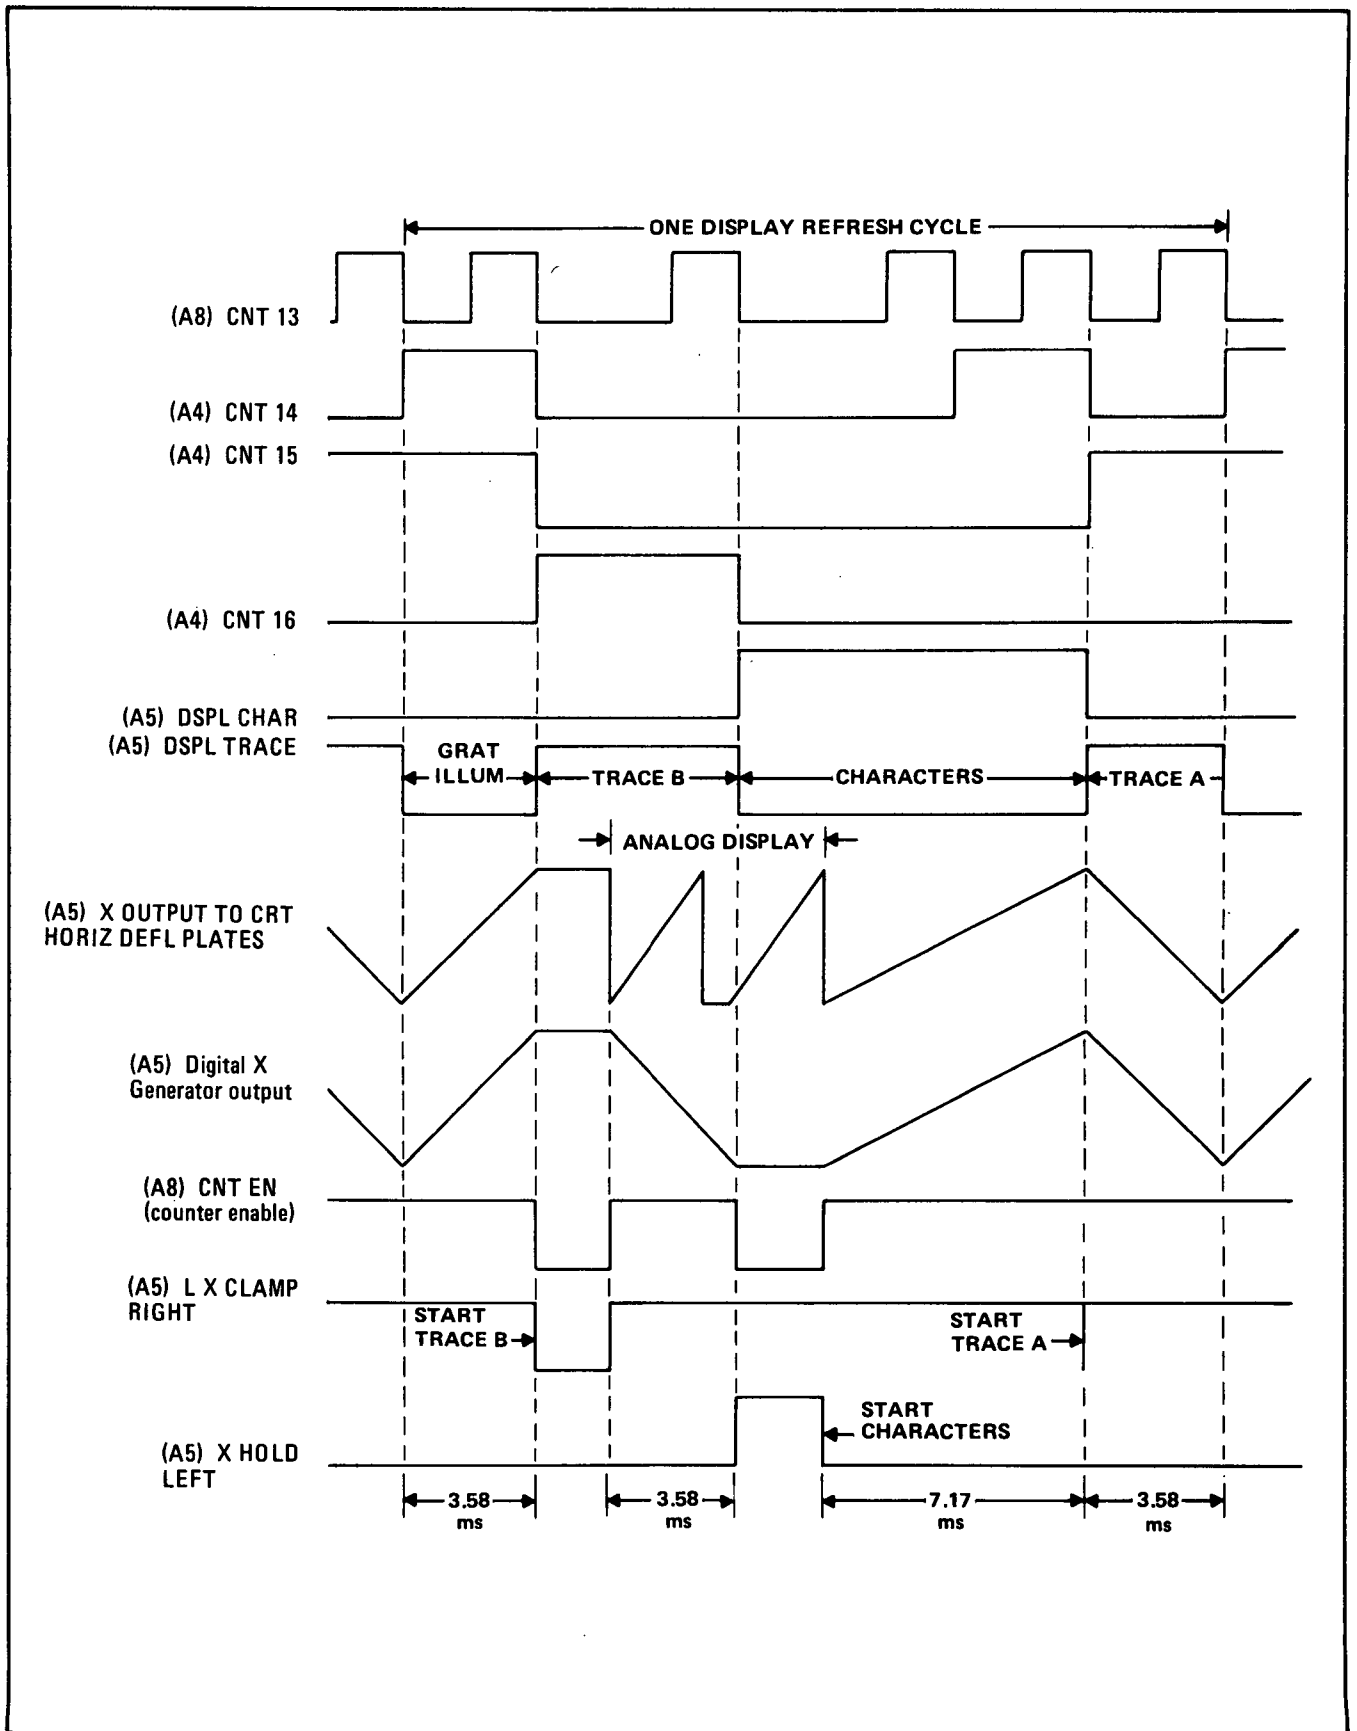 ONE DISPLAY REFRESH CYCLE
(A8) CNT 13
(A4) CNT 14
(A4) CNT 15
(A4) CNT 16
(A5) DSPL CHAR
(A5) DSPL TRACE
GRAT
ILLUM
TRACE B
CHARACTERS
TRACE A
ANALOG DISPLAY
(A5) X OUTPUT TO CRT
HORIZ DEFL PLATES
(A5) Digital X
Generator output
(A8) CNT EN
(counter enable)
(A5) L X CLAMP
RIGHT
START
TRACE B
START
TRACE A
START
CHARACTERS
(A5) X HOLD
LEFT
3.58
ms
3.58
ms
7.17
ms
3.58
ms